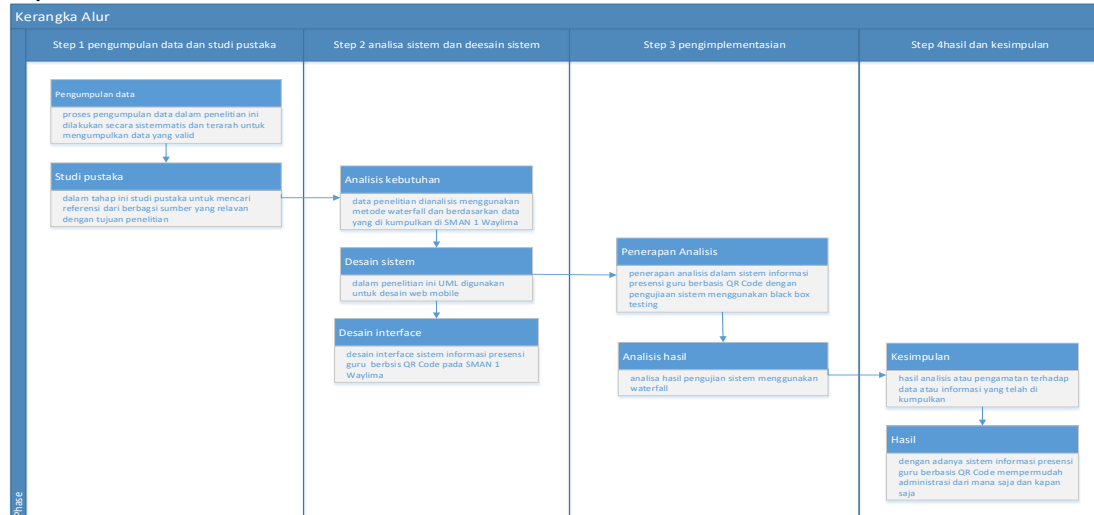 Kerangka Alur
Step 1 pengumpulan data dan studi pustaka
Step 2 analisa sistem dan deesain sistem
Step 3 pengimplementasian
Step 4hasil dan kesimpulan
Pengumpulan data
proses pengumpulan data dalam penelitian ini
dilakukan secara sistemmatis dan terarah untuk
mengumpulkan data yang valid
Studi pustaka
dalam tahap ini studi pustaka untuk mencari
referensi dari berbagsi sumber yang relavan
dengan tujuan penelitian
Analisis kebutuhan
data penelitian dianalisis menggunakan
metode waterfall dan berdasarkan data
yang di kumpulkan di SMAN 1 Waylima
Desain sistem
dalam penelitian ini UML digunakan
untuk desain web mobile
Desain interface
desain interface sistem informasi presensi
guru berbsis QR Code pada SMAN 1
Waylima
Penerapan Analisis
penerapan analisis dalam sistem informasi
presensi guru berbasis QR Code dengan
pengujiaan sistem menggunakan black box
testing
Analisis hasil
analisa hasil pengujian sistem menggunakan
waterfall
Kesimpulan
hasil analisis atau pengamatan terhadap
data atau informasi yang telah di
kumpulkan
Hasil
dengan adanya sistem informasi presensi
guru berbasis QR Code mempermudah
administrasi dari mana saja dan kapan
saja
Phase